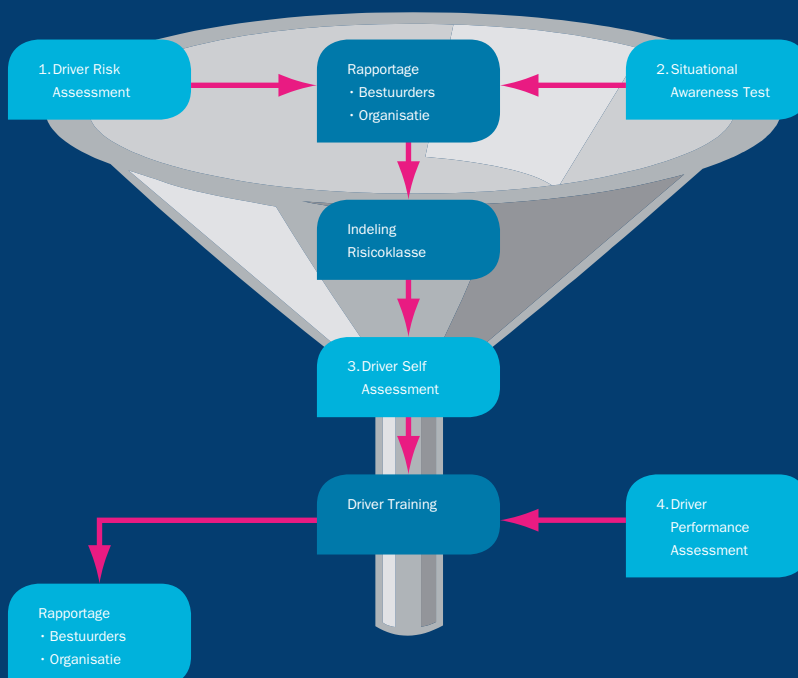 1. Driver Risk
Assessment
Rapportage
· Bestuurders
· Organisatie
2. Situational
Awareness Test
Indeling
Risicoklasse
3. Driver Self
Assessment
Driver Training
4. Driver
Performance
Assessment
Rapportage
· Bestuurders
· Organisatie